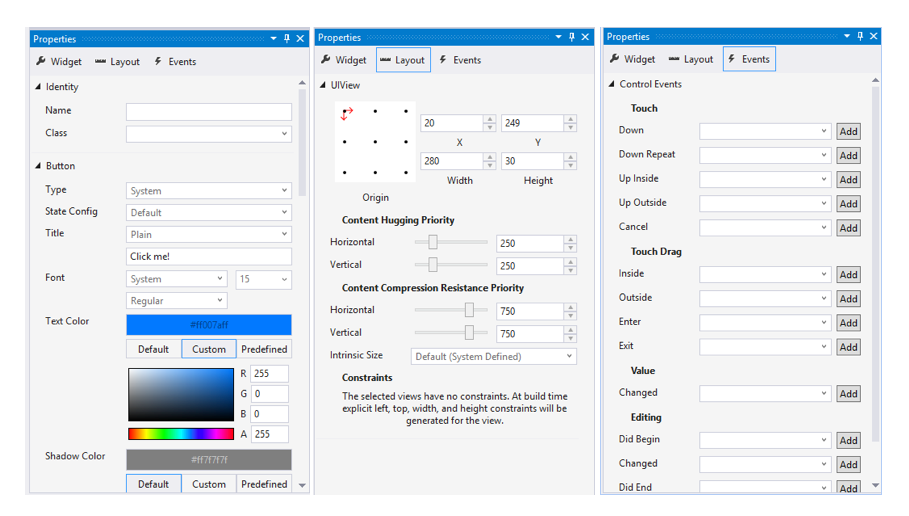 Properties
Widget Layout Events
Identity
Name
Class
Button
Type System
State Config Default
Title Plain
Click me!
Font System 15
Regular
Text Color #ff007aff
Default Custom Predefined
R 255
G 0
B 0
A 255
Shadow Color #ff7f7f7f
Default Custom Predefined
Properties
Widget Layout Events
UIView
20 249
X Y
280 30
Width Height
Origin
Content Hugging Priority
Horizontal 250
Vertical 250
Content Compression Resistance Priority
Horizontal 750
Vertical 750
Intrinsic Size Default (System Defined)
Constraints
The selected views have no constraints. At build time
explicit left, top, width, and height constraints will be
generated for the view.
Properties
Widget Layout Events
Control Events
Touch
Down Add
Down Repeat Add
Up Inside Add
Up Outside Add
Cancel Add
Touch Drag
Inside Add
Outside Add
Enter Add
Exit Add
Value
Changed Add
Editing
Did Begin Add
Changed Add
Did End Add